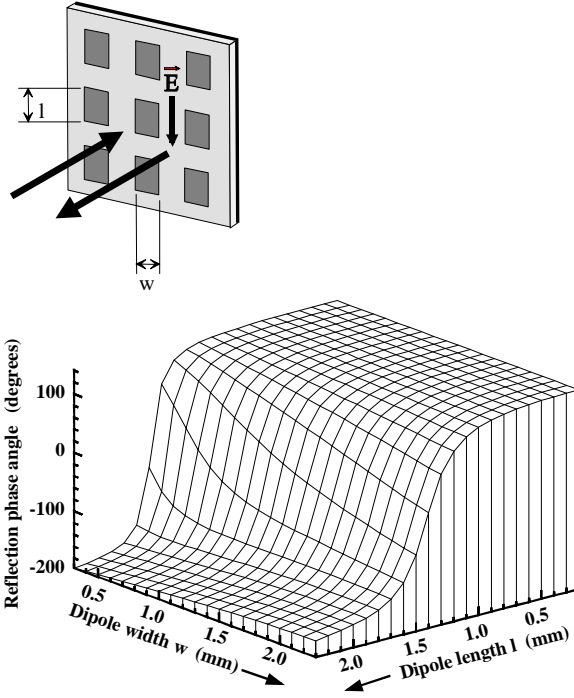 E
l
w
Reflection phase angle (degrees)
100
0
-100
-200
0.5
1.0
1.5
2.0
Dipole width w (mm)
2.0
1.5
1.0
0.5
Dipole length l (mm)